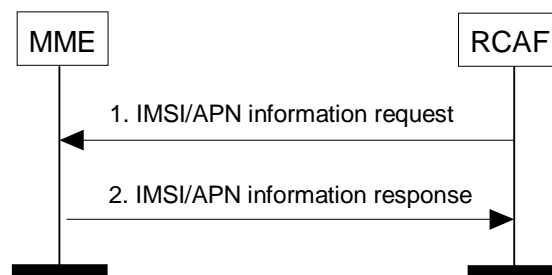 MME
RCAF
1. IMSI/APN information request
2. IMSI/APN information response